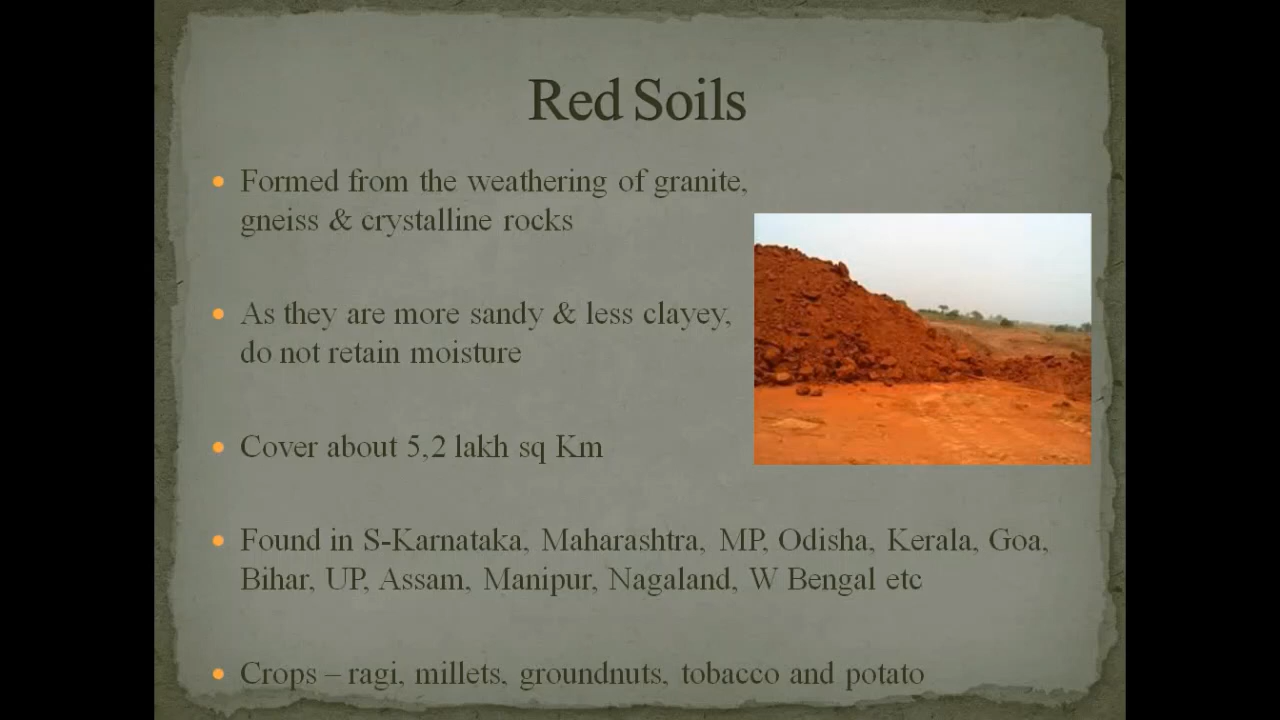 Red Soils
Formed from the weathering of granite,
gneiss & crystalline rocks
As they are more sandy & less clayey,
do not retain moisture
Cover about 5,2 lakh sq Km
Found in S-Karnataka, Maharashtra, MP, Odisha, Kerala, Goa,
Bihar, UP, Assam, Manipur, Nagaland, W Bengal etc
Crops – ragi, millets, groundnuts, tobacco and potato